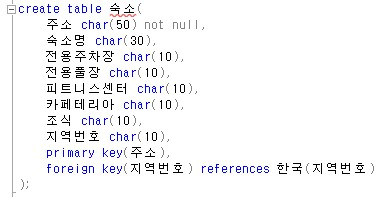 create table 숙소(
주소 char(50) not null,
숙소명 char(30),
전용주차장 char(10),
전용풀장 char(10),
피트니스센터 char(10),
카페테리아 char(10),
조식 char(10),
지역번호 char(10),
primary key(주소),
foreign key(지역번호) references 한국(지역번호)
);